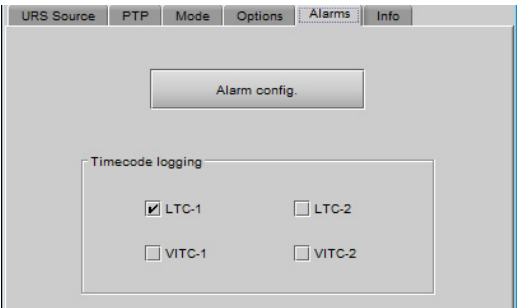 URS Source PTP Mode Options Alarms Info
Alarm config.
Timecode logging
LTC-1 LTC-2
VITC-1 VITC-2